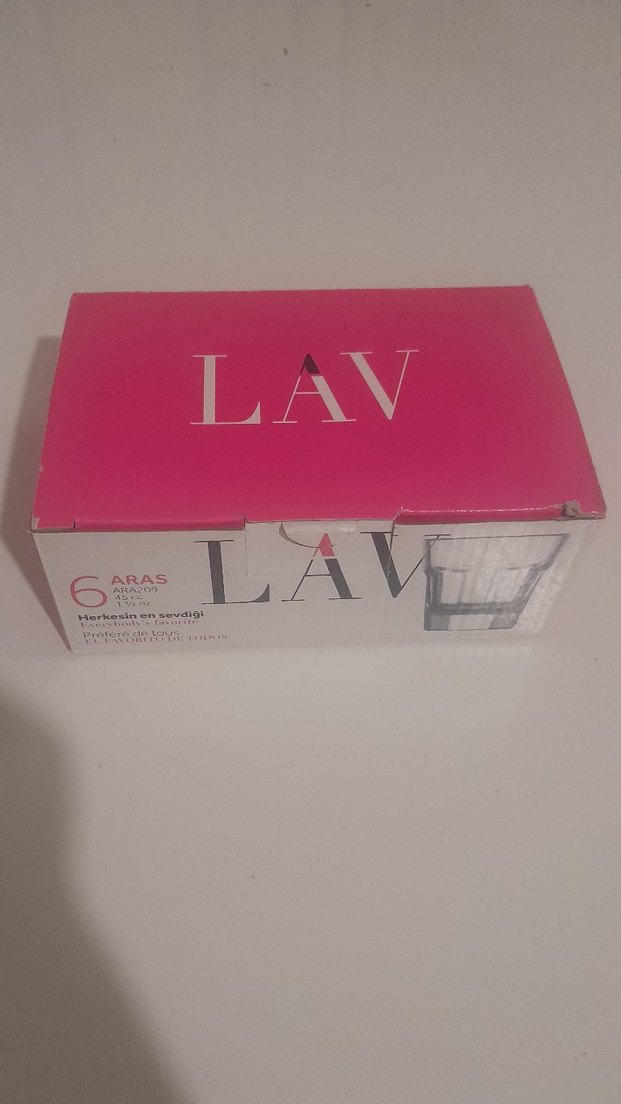 LAV
LAV
6 ARAS
ARA209
45 cc
1 ½ oz
Herkesin en sevdiği
Everybody's favorite
Préféré de tous
EL FAVORITO DE TODOS